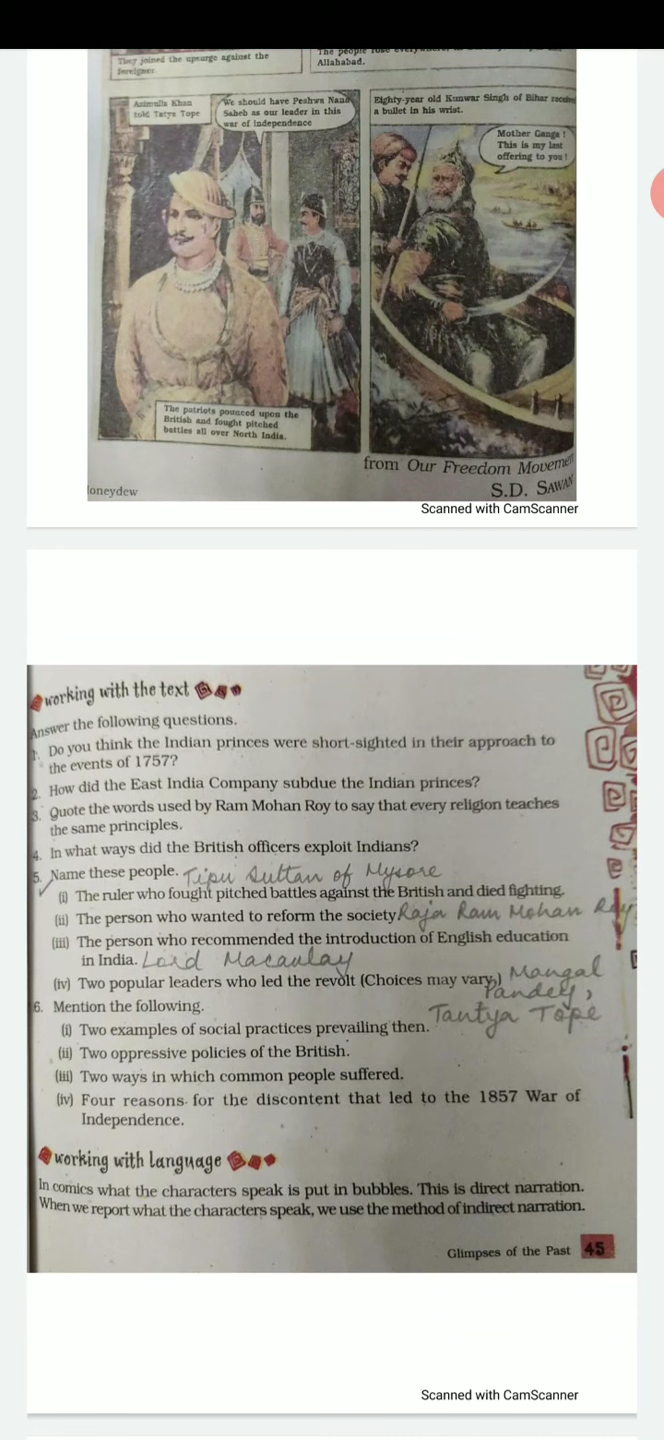 They joined the upsurge against the
foreigner
The people rose
Allahabad.
Azimulla Khan
told Tatya Tope
We should have Peshwa Nana
Saheb as our leader in this
war of independence
Eighty-year old Kunwar Singh of Bihar
a bullet in his wrist.
Mother Ganga !
This is my last
offering to you !
The patriots pounced upon the
British and fought pitched
battles all over North India.
from Our Freedom Movemen
S.D. SAWAN
oneydew
Scanned with CamScanner
working with the text
Answer the following questions.
1. Do you think the Indian princes were short-sighted in their approach to
the events of 1757?
2. How did the East India Company subdue the Indian princes?
3. Quote the words used by Ram Mohan Roy to say that every religion teaches
the same principles.
4. In what ways did the British officers exploit Indians?
5. Name these people. Tipu Sultan of Mysore
(i) The ruler who fought pitched battles against the British and died fighting.
(ii) The person who wanted to reform the society Raja Ram Mohan Roy
(iii) The person who recommended the introduction of English education
in India. Lord Macaulay
(iv) Two popular leaders who led the revolt (Choices may vary.) Mangal
Pandey,
Tantya Tope
6. Mention the following.
(i) Two examples of social practices prevailing then.
(ii) Two oppressive policies of the British.
(iii) Two ways in which common people suffered.
(iv) Four reasons for the discontent that led to the 1857 War of
Independence.
working with language
In comics what the characters speak is put in bubbles. This is direct narration.
When we report what the characters speak, we use the method of indirect narration.
Glimpses of the Past 45
Scanned with CamScanner